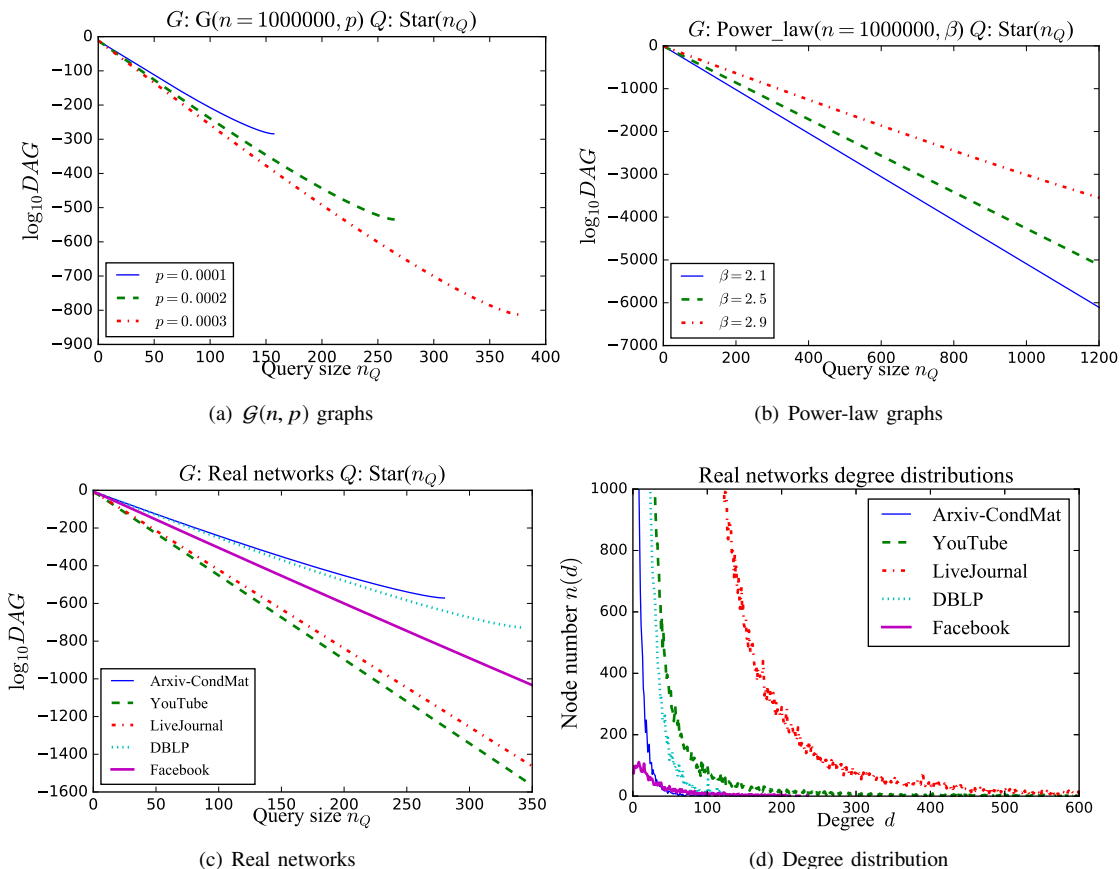 G: G(n = 1000000, p) Q: Star(n_Q)
0
−100
−200
−300
−400
−500
−600
−700
−800
−900
log₁₀ DAG
p = 0.0001
p = 0.0002
p = 0.0003
0 50 100 150 200 250 300 350 400
Query size n_Q
(a) G(n, p) graphs
G: Power_law(n = 1000000, β) Q: Star(n_Q)
0
−1000
−2000
−3000
−4000
−5000
−6000
−7000
log₁₀ DAG
β = 2.1
β = 2.5
β = 2.9
0 200 400 600 800 1000 1200
Query size n_Q
(b) Power-law graphs
G: Real networks Q: Star(n_Q)
0
−200
−400
−600
−800
−1000
−1200
−1400
−1600
log₁₀ DAG
Arxiv-CondMat
YouTube
LiveJournal
DBLP
Facebook
0 50 100 150 200 250 300 350
Query size n_Q
(c) Real networks
Real networks degree distributions
1000
800
600
400
200
0
Node number n(d)
Arxiv-CondMat
YouTube
LiveJournal
DBLP
Facebook
0 100 200 300 400 500 600
Degree d
(d) Degree distribution